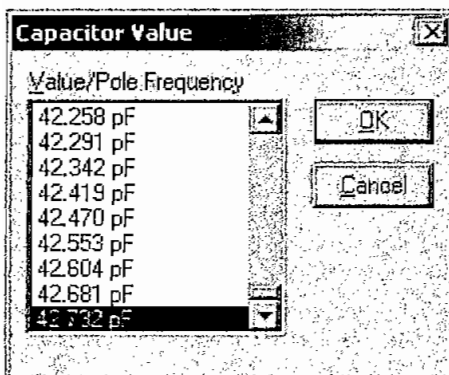 Capacitor Value
Value/Pole Frequency
42.258 pF
42.291 pF
42.342 pF
42.419 pF
42.470 pF
42.553 pF
42.604 pF
42.681 pF
42.732 pF
OK
Cancel